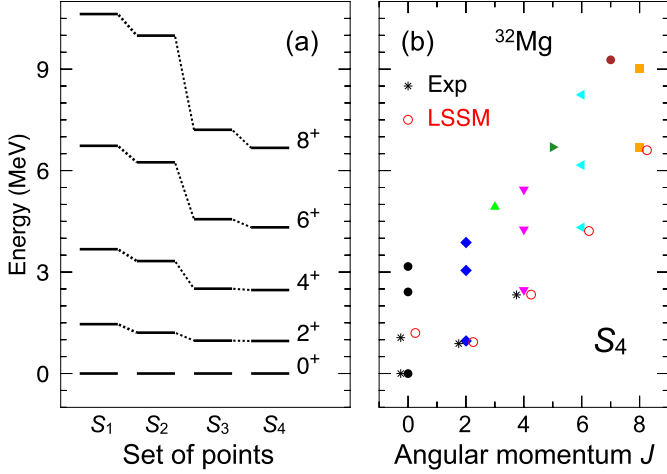 (a)
9
6
3
0
Energy (MeV)
8+
6+
4+
2+
0+
S1 S2 S3 S4
Set of points
(b) 32Mg
Exp
LSSM
S4
0 2 4 6 8
Angular momentum J